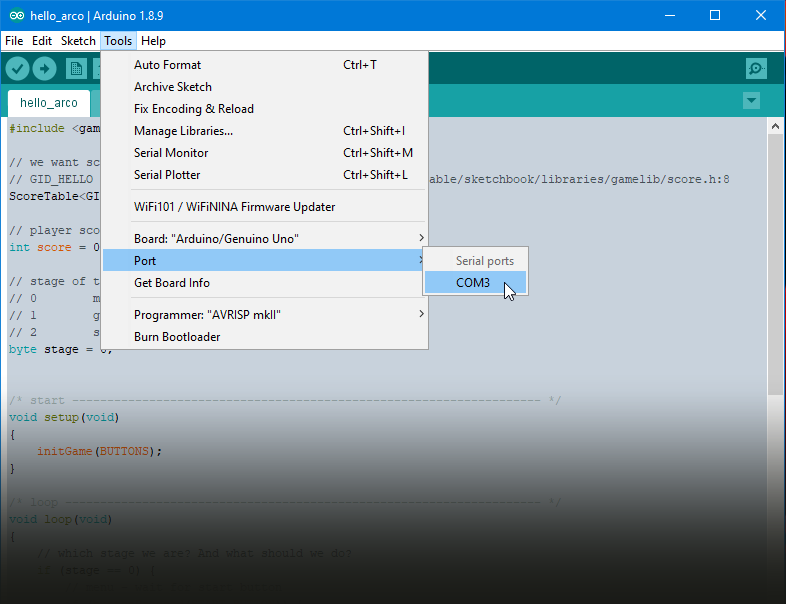 hello_arco | Arduino 1.8.9
File Edit Sketch Tools Help
Auto Format Ctrl+T
Archive Sketch
Fix Encoding & Reload
Manage Libraries... Ctrl+Shift+I
Serial Monitor Ctrl+Shift+M
Serial Plotter Ctrl+Shift+L
WiFi101 / WiFiNINA Firmware Updater
Board: "Arduino/Genuino Uno"
Port
Get Board Info
Programmer: "AVRISP mkII"
Burn Bootloader
Serial ports
COM3
hello_arco
#include <gam
// we want sc
// GID_HELLO able/sketchbook/libraries/gamelib/score.h:8
ScoreTable<GI
// player sco
int score = 0
// stage of t
// 0 m
// 1 g
// 2 s
byte stage = 0;
/* start ------------------------------------------------------------------- */
void setup(void)
{
initGame(BUTTONS);
}
/* loop -------------------------------------------------------------------- */
void loop(void)
{
// which stage we are? And what should we do?
if (stage == 0) {